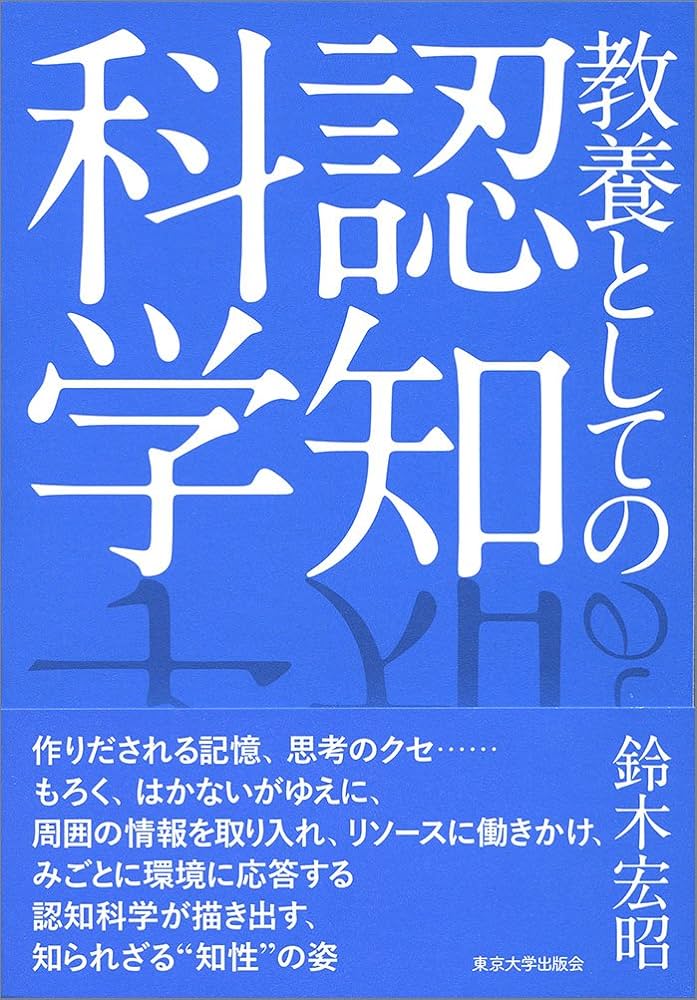 教養としての
認知
科学
作りだされる記憶、思考のクセ……
もろく、はかないがゆえに、
周囲の情報を取り入れ、リソースに働きかけ、
みごとに環境に応答する
認知科学が描き出す、
知られざる“知性”の姿
鈴木宏昭
東京大学出版会